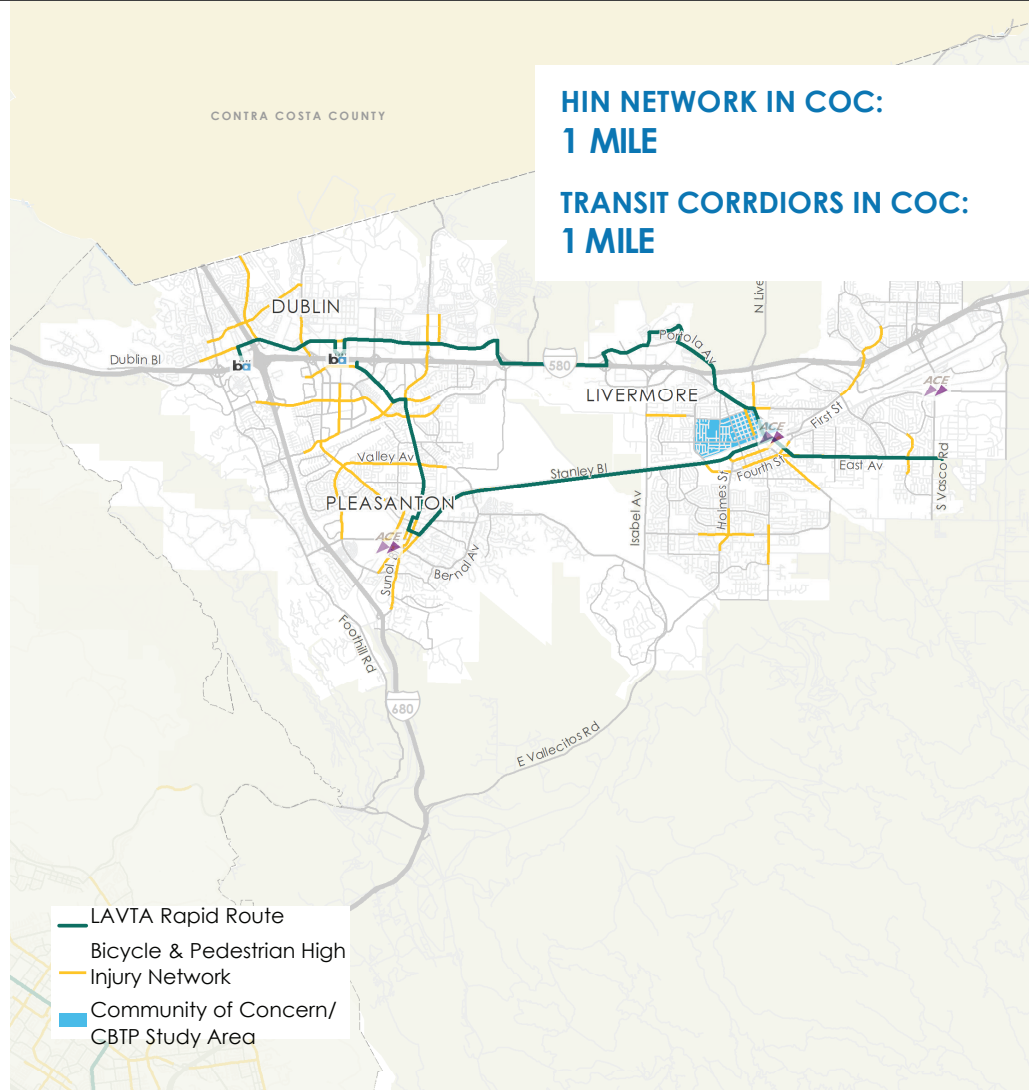 CONTRA COSTA COUNTY
HIN NETWORK IN COC:
1 MILE
TRANSIT CORRDIORS IN COC:
1 MILE
DUBLIN
Dublin Bl
ba
ba
580
Portola Av
N Live
LIVERMORE
ACE
First St
ACE
Valley Av
Stanley Bl
Fourth St
East Av
S Vasco Rd
PLEASANTON
Isabel Av
Holmes St
ACE
Sunol
Bernal Av
Foothill Rd
680
E Vallecitos Rd
LAVTA Rapid Route
Bicycle & Pedestrian High
Injury Network
Community of Concern/
CBTP Study Area